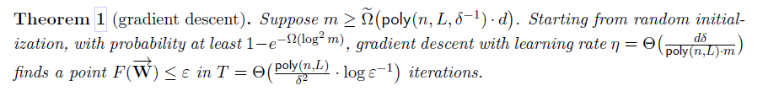 Theorem 1 (gradient descent). Suppose m ≥ Ω̃(poly(n, L, δ⁻¹) · d). Starting from random initial-
ization, with probability at least 1−e^{−Ω(log² m)}, gradient descent with learning rate η = Θ(dδ / poly(n,L)·m)
finds a point F(W⃗) ≤ ε in T = Θ(poly(n,L) / δ² · log ε⁻¹) iterations.